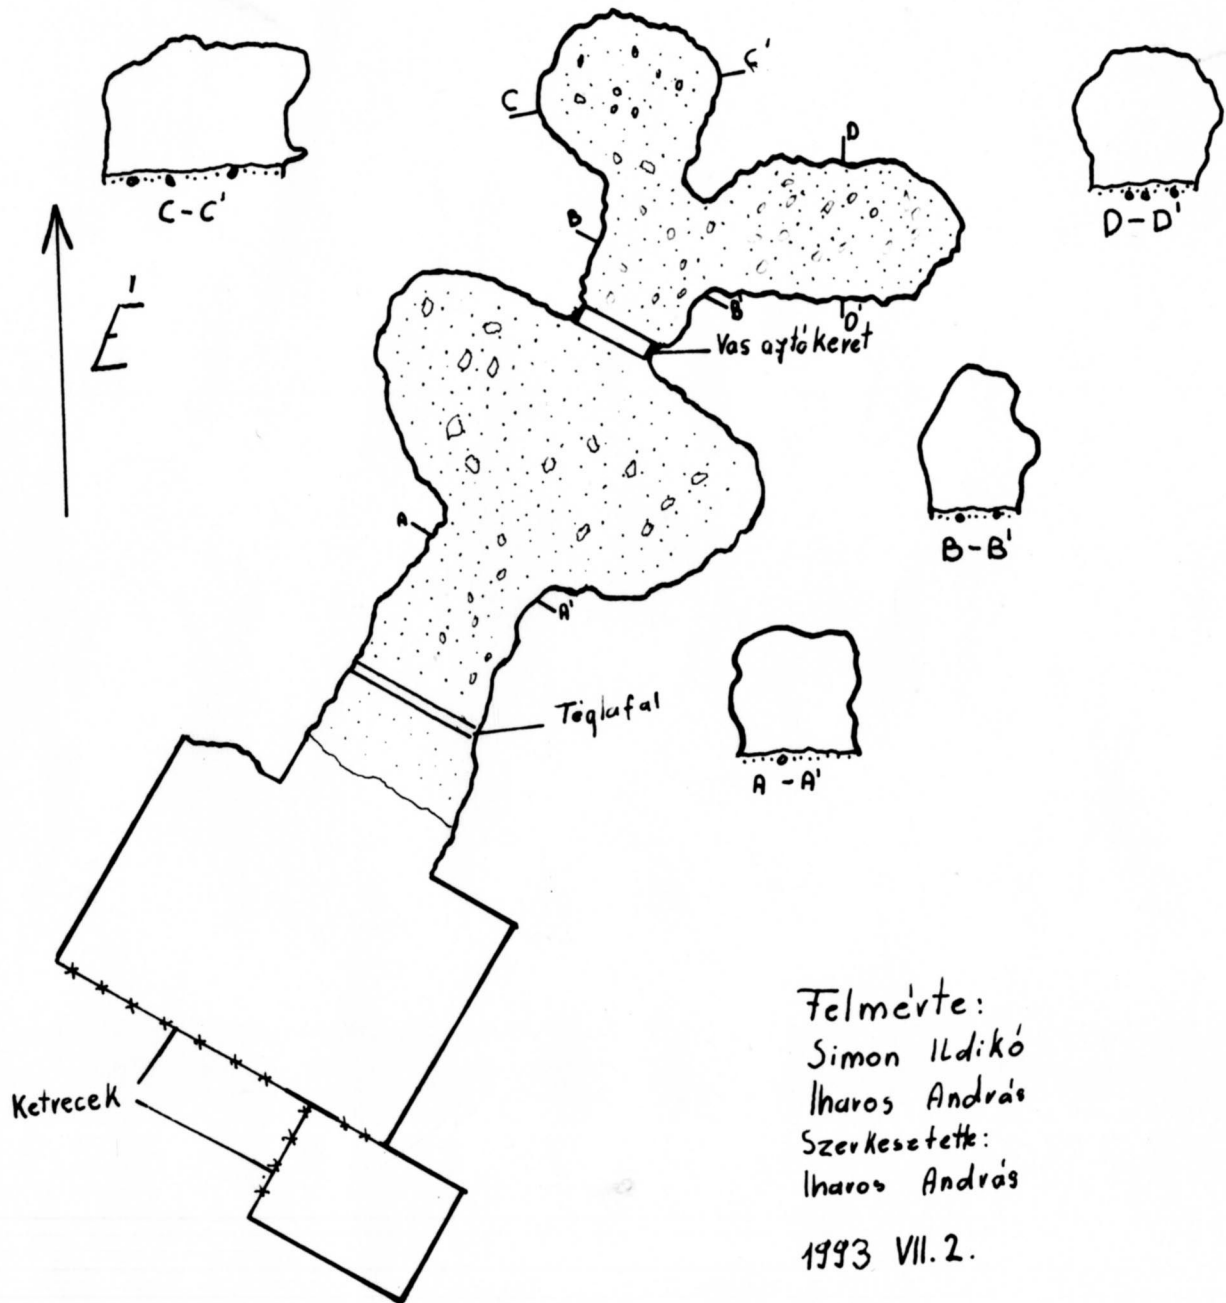 C-C'
É
C
C'
D
D-D'
B
B'
D'
Vas ajtókeret
B-B'
A
A'
Téglafal
A-A'
Ketrecek
Felmérte:
Simon Ildikó
Iharos András
Szerkesztette:
Iharos András
1993 VII. 2.